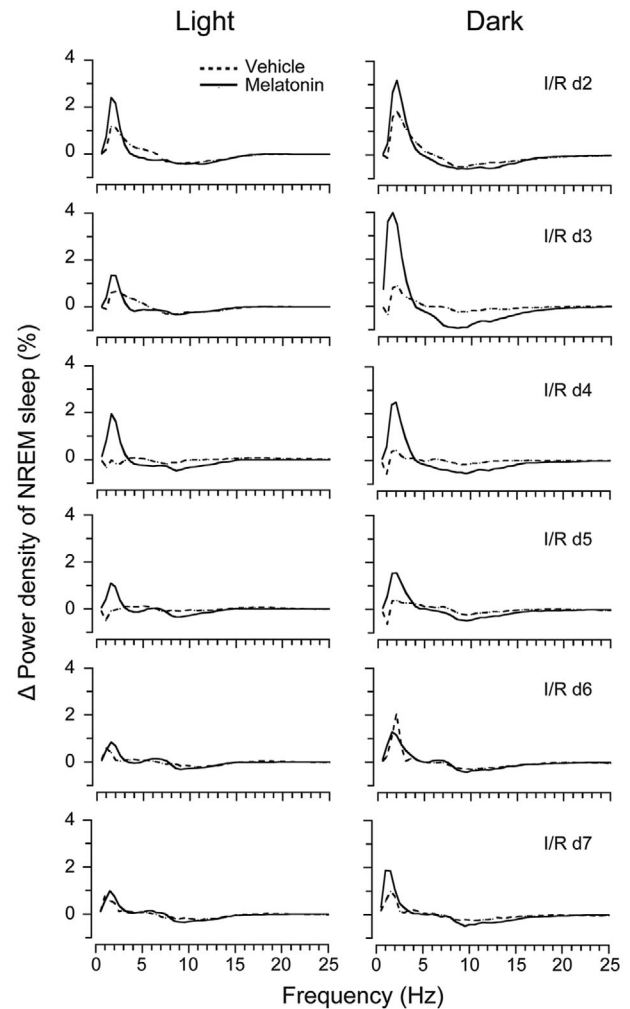 Light Dark
4
2
0
Vehicle
Melatonin
I/R d2
4
2
0
I/R d3
4
2
0
I/R d4
4
2
0
I/R d5
4
2
0
I/R d6
4
2
0
I/R d7
0 5 10 15 20 25 0 5 10 15 20 25
Δ Power density of NREM sleep (%)
Frequency (Hz)